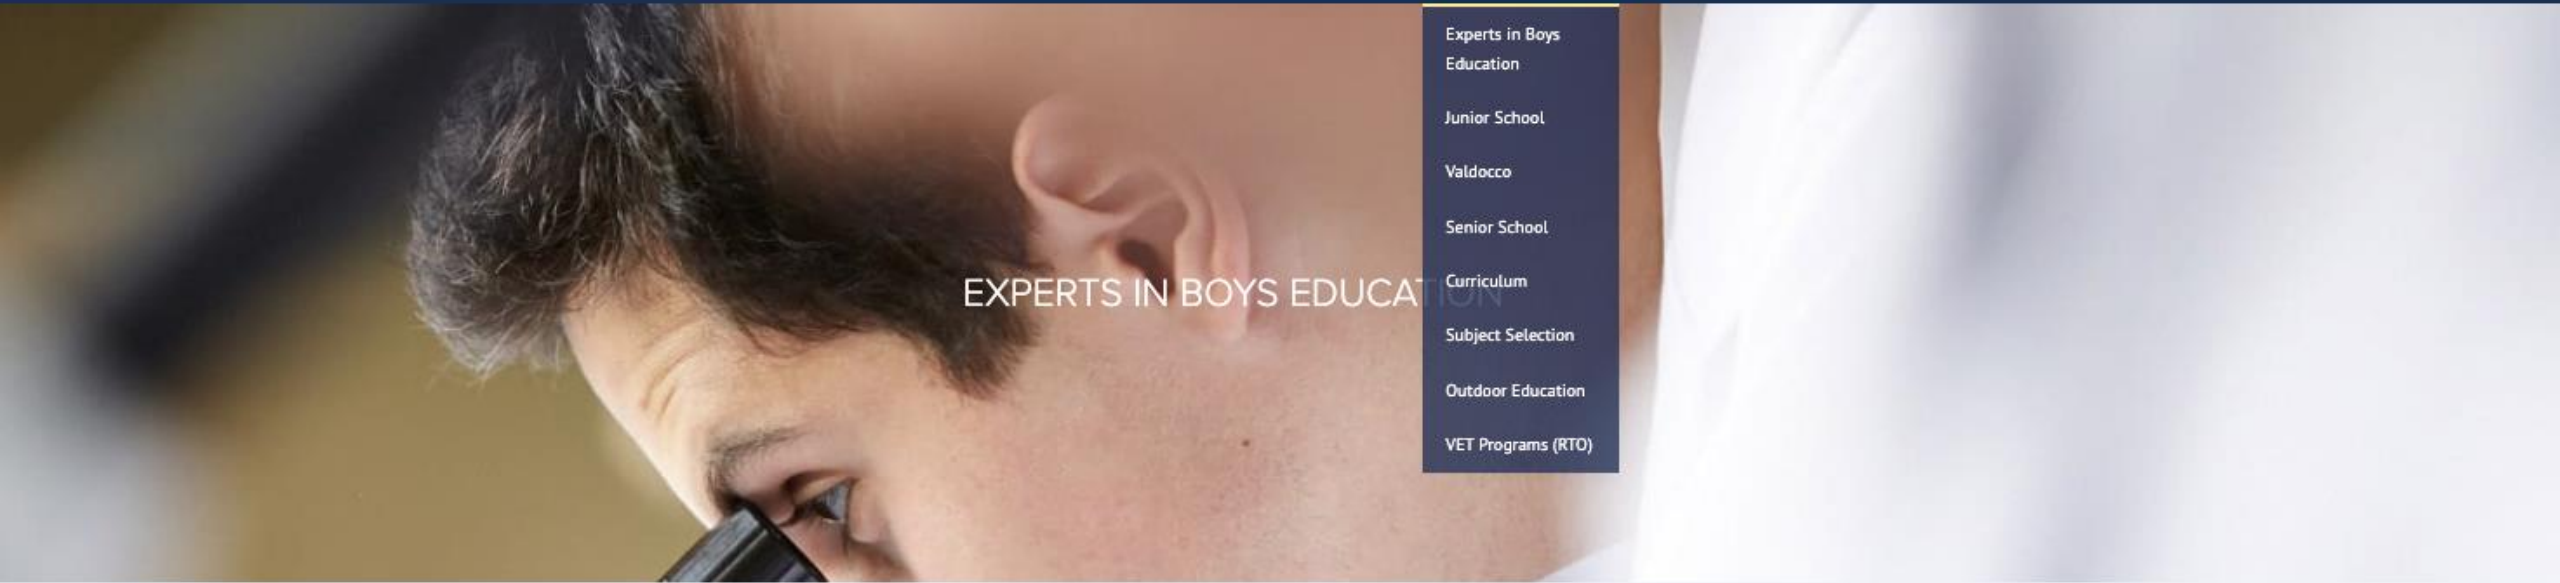 Experts in Boys
Education
Junior School
Valdocco
Senior School
Curriculum
EXPERTS IN BOYS EDUCATION
Subject Selection
Outdoor Education
VET Programs (RTO)